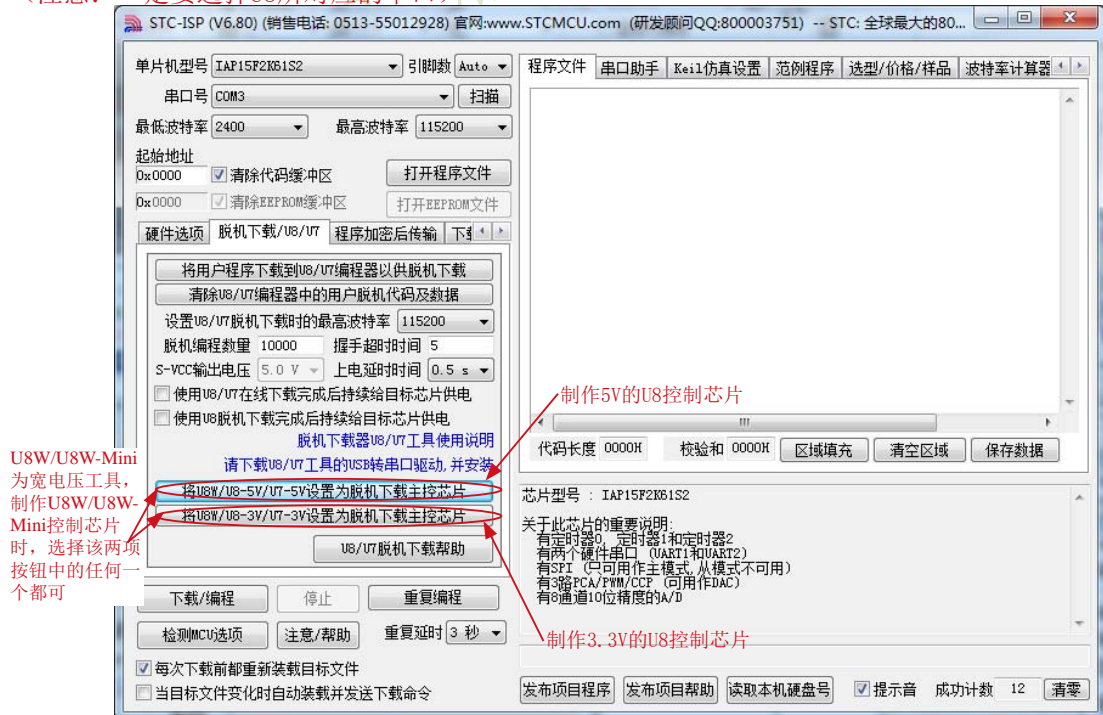 STC-ISP (V6.80) (销售电话: 0513-55012928) 官网:www.STCMCU.com (研发顾问QQ:800003751) -- STC: 全球最大的80...
单片机型号 IAP15F2K61S2 引脚数 Auto
串口号 COM3 扫描
最低波特率 2400 最高波特率 115200
起始地址
0x0000 清除代码缓冲区 打开程序文件
0x0000 清除EEPROM缓冲区 打开EEPROM文件
硬件选项 脱机下载/U8/U7 程序加密后传输
将用户程序下载到U8/U7编程器以供脱机下载
清除U8/U7编程器中的用户脱机代码及数据
设置U8/U7脱机下载时的最高波特率 115200
脱机编程数量 10000 握手超时时间 5
S-VCC输出电压 5.0 V 上电延时时间 0.5 s
使用U8/U7在线下载完成后持续给目标芯片供电
使用U8脱机下载完成后持续给目标芯片供电
脱机下载器U8/U7工具使用说明
请下载U8/U7工具的USB转串口驱动,并安装
将U8W/U8-5V/U7-5V设置为脱机下载主控芯片
将U8W/U8-3V/U7-3V设置为脱机下载主控芯片
U8/U7脱机下载帮助
下载/编程 停止 重复编程
检测MCU选项 注意/帮助 重复延时 3 秒
每次下载前都重新装载目标文件
当目标文件变化时自动装载并发送下载命令
程序文件 串口助手 Keil仿真设置 范例程序 选型/价格/样品 波特率计算器
代码长度 0000H 校验和 0000H 区域填充 清空区域 保存数据
芯片型号 : IAP15F2K61S2
关于此芯片的重要说明:
有定时器0, 定时器1和定时器2
有两个硬件串口 (UART1和UART2)
有SPI (只可用作主模式,从模式不可用)
有3路PCA/PWM/CCP (可用作DAC)
有8通道10位精度的A/D
发布项目程序 发布项目帮助 读取本机硬盘号 提示音 成功计数 12 清零
制作5V的U8控制芯片
制作3.3V的U8控制芯片
U8W/U8W-Mini
为宽电压工具，
制作U8W/U8W-
Mini控制芯片
时，选择该两项
按钮中的任何一
个都可